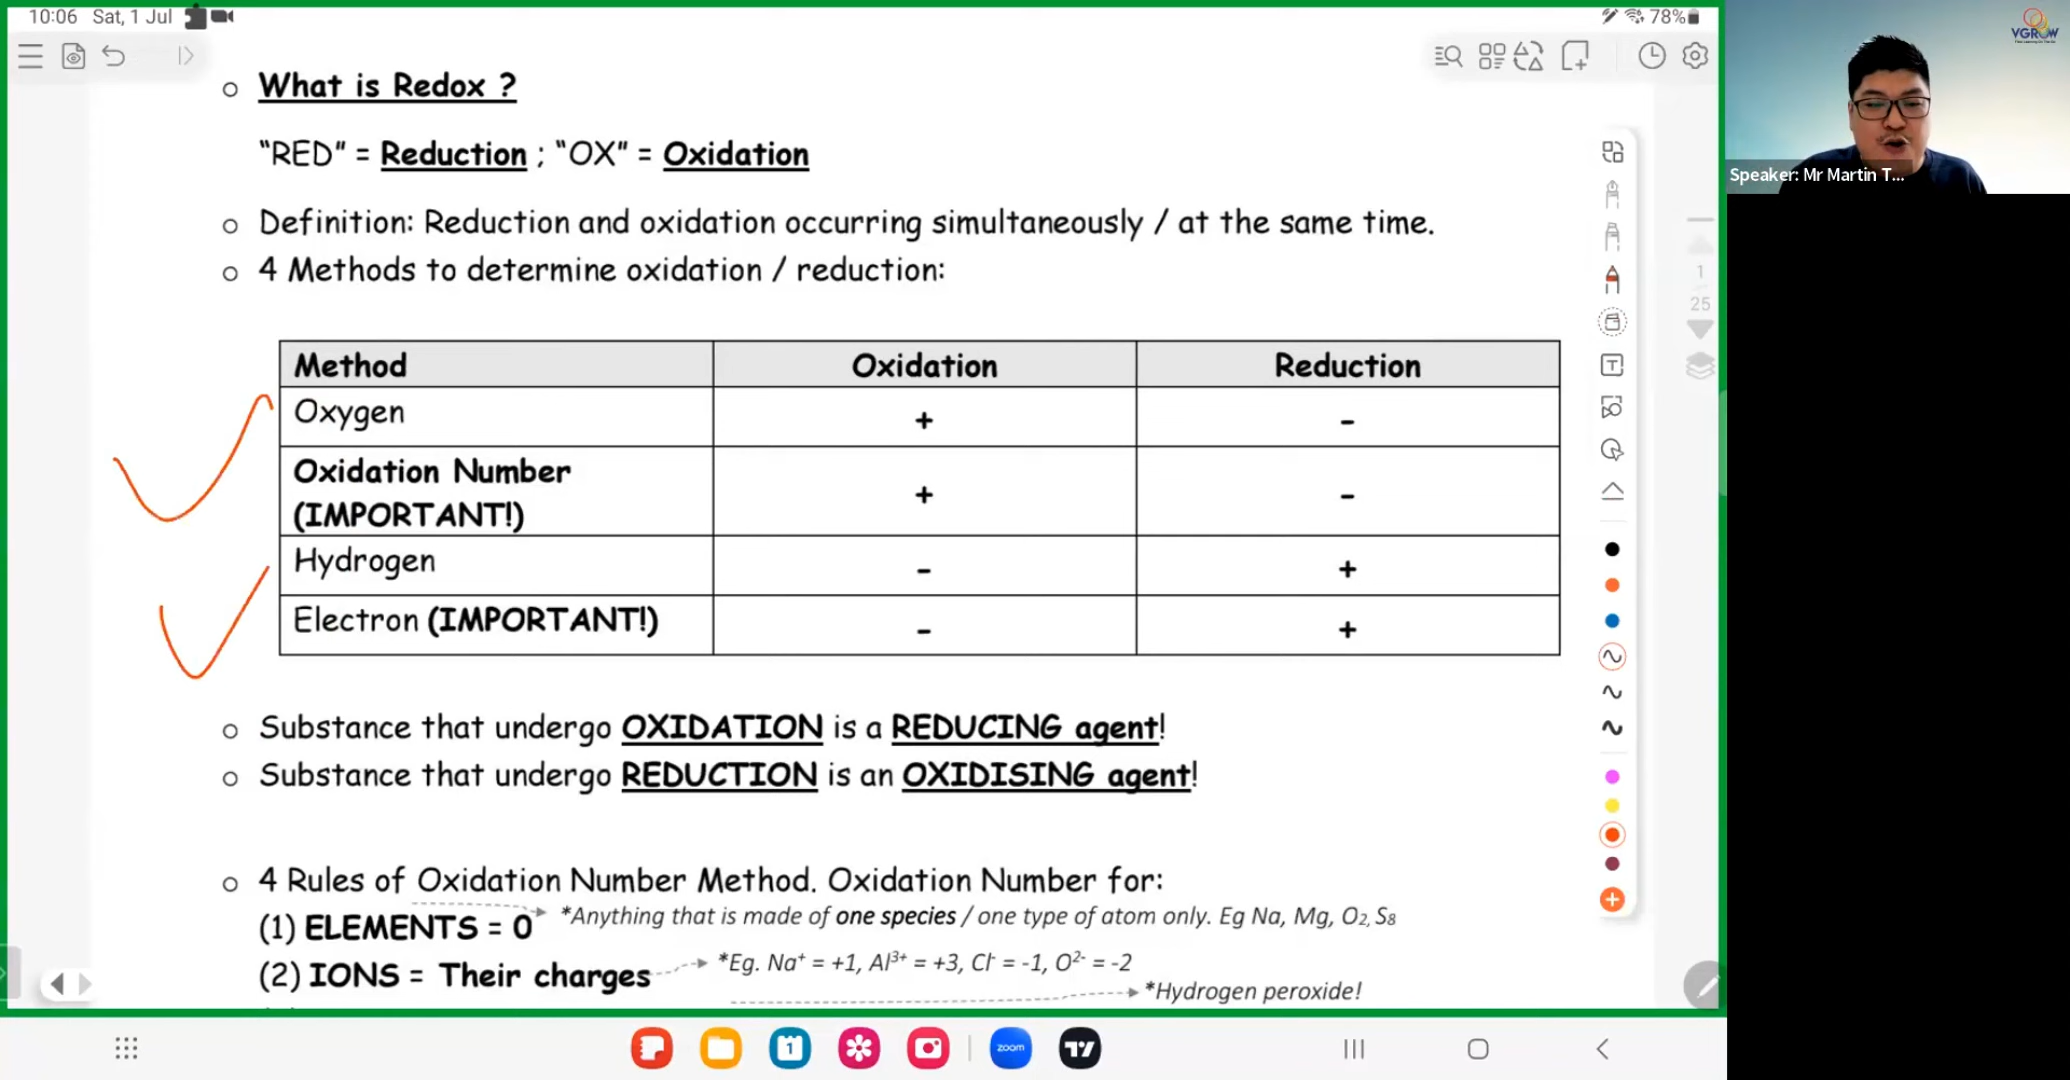 10:06 Sat, 1 Jul
78%
What is Redox ?
"RED" = Reduction ; "OX" = Oxidation
Definition: Reduction and oxidation occurring simultaneously / at the same time.
4 Methods to determine oxidation / reduction:
Method Oxidation Reduction
Oxygen + -
Oxidation Number
(IMPORTANT!) + -
Hydrogen - +
Electron (IMPORTANT!) - +
Substance that undergo OXIDATION is a REDUCING agent!
Substance that undergo REDUCTION is an OXIDISING agent!
4 Rules of Oxidation Number Method. Oxidation Number for:
(1) ELEMENTS = 0 *Anything that is made of one species / one type of atom only. Eg Na, Mg, O₂, S₈
(2) IONS = Their charges *Eg. Na⁺ = +1, Al³⁺ = +3, Cl⁻ = -1, O²⁻ = -2
*Hydrogen peroxide!
1
25
1
zoom
VGROW
Speaker: Mr Martin T...